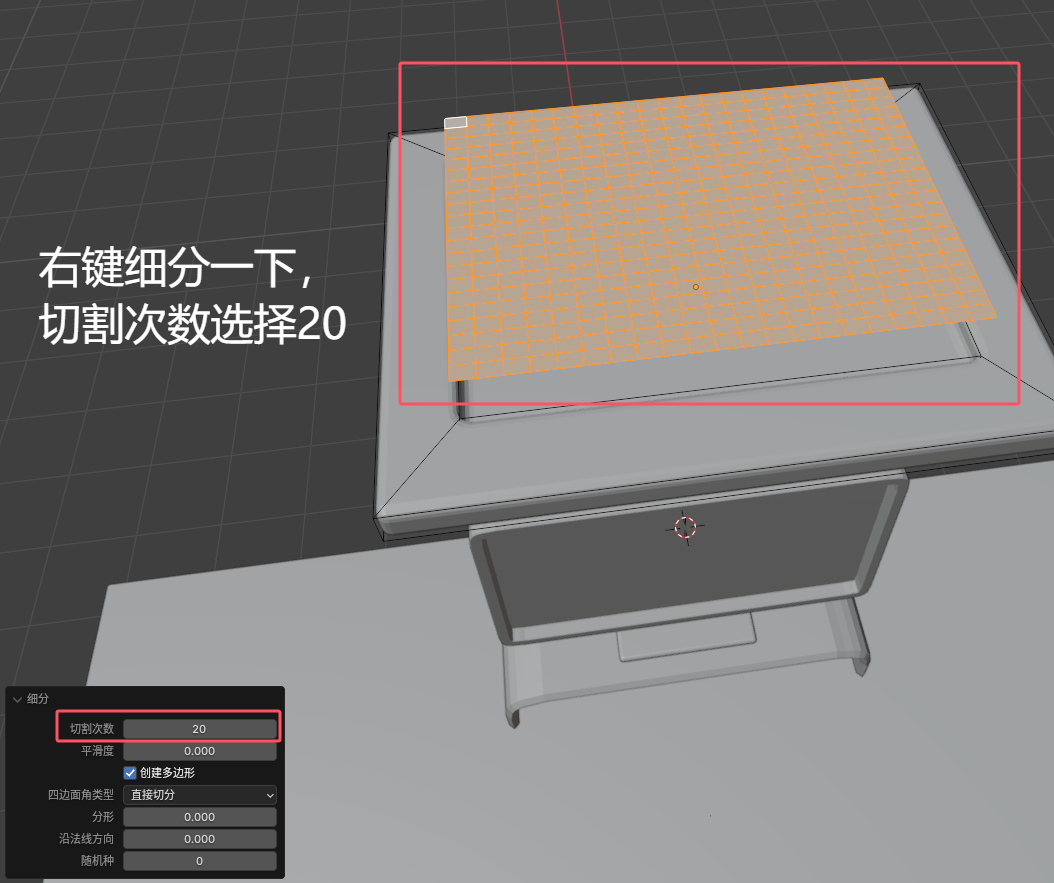 右键细分一下，
切割次数选择20
细分
切割次数 20
平滑度 0.000
创建多边形
四边面角类型 直接切分
分形 0.000
沿法线方向 0.000
随机种 0